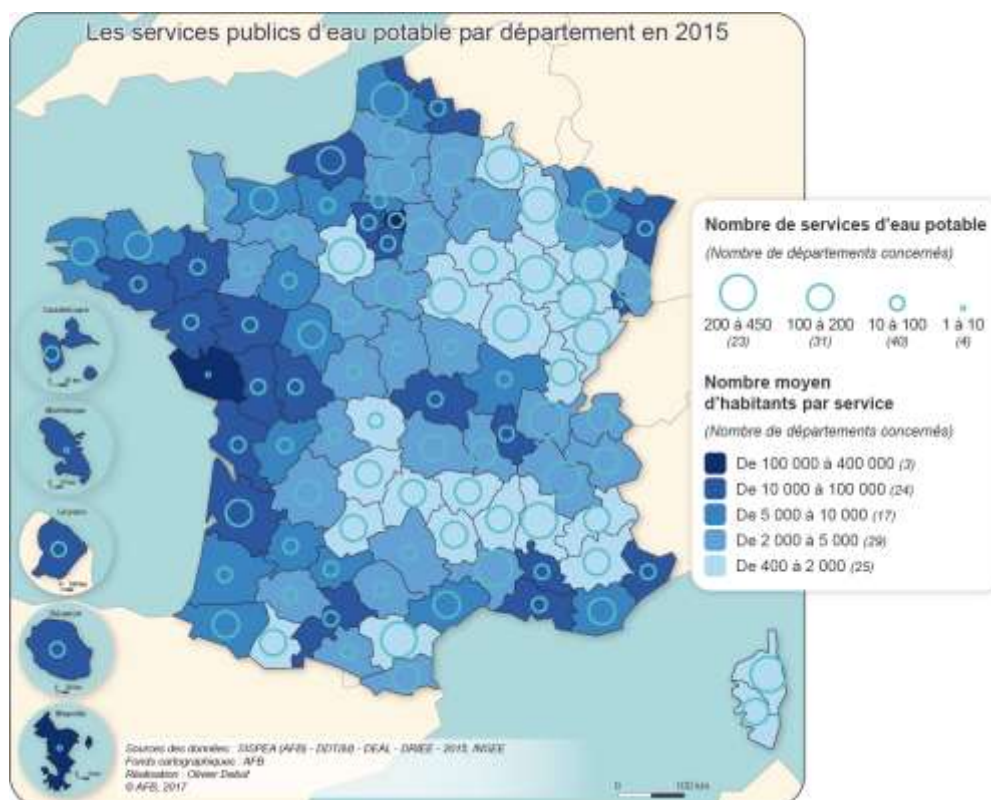 Les services publics d'eau potable par département en 2015
Nombre de services d'eau potable
(Nombre de départements concernés)
200 à 450
100 à 200
10 à 100
1 à 10
(23)
(31)
(40)
(4)
Nombre moyen
d'habitants par service
(Nombre de départements concernés)
De 100 000 à 400 000 (3)
De 10 000 à 100 000 (24)
De 5 000 à 10 000 (17)
De 2 000 à 5 000 (29)
De 400 à 2 000 (25)
Guadeloupe
Martinique
Guyane
Mayotte
Sources des données : SISPEA (AFB) - DDT(M) - DEAL - DRIEE - 2015, INSEE
Fonds cartographiques : AFB
Réalisation : Olivier
© AFB, 2017
0 100 km